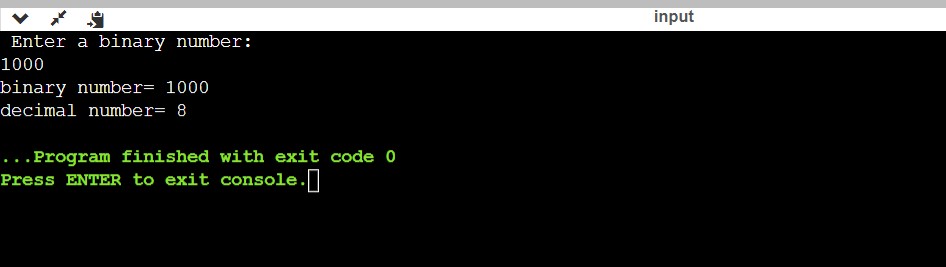 input
Enter a binary number:
1000
binary number= 1000
decimal number= 8
...Program finished with exit code 0
Press ENTER to exit console.